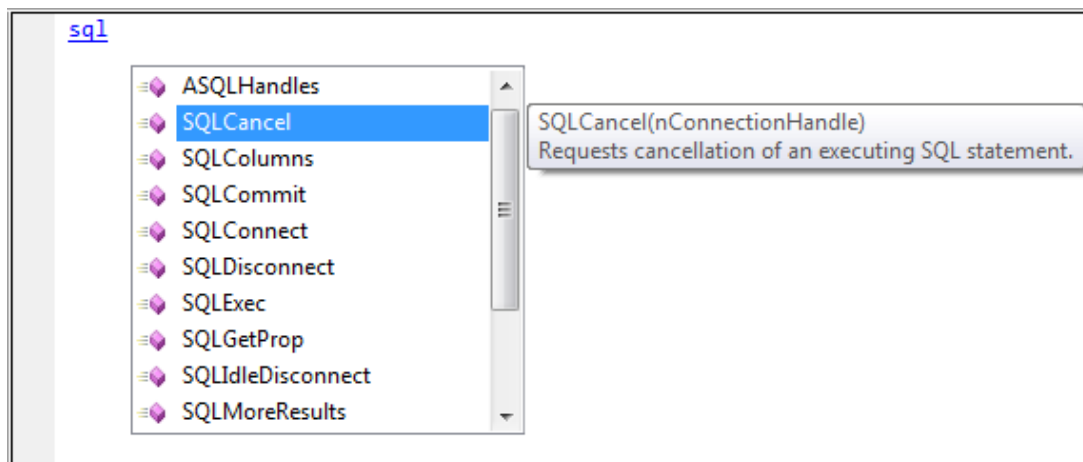 sql
ASQLHandles
SQLCancel
SQLColumns
SQLCommit
SQLConnect
SQLDisconnect
SQLExec
SQLGetProp
SQLIdleDisconnect
SQLMoreResults
SQLCancel(nConnectionHandle)
Requests cancellation of an executing SQL statement.